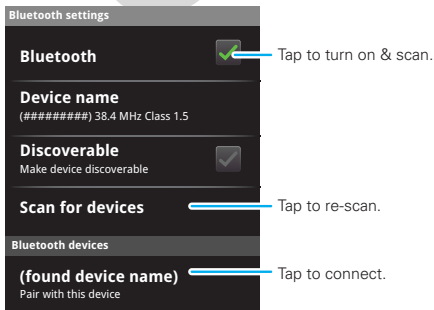 Bluetooth settings
Bluetooth
Tap to turn on & scan.
Device name
(#########) 38.4 MHz Class 1.5
Discoverable
Make device discoverable
Scan for devices
Tap to re-scan.
Bluetooth devices
(found device name)
Tap to connect.
Pair with this device